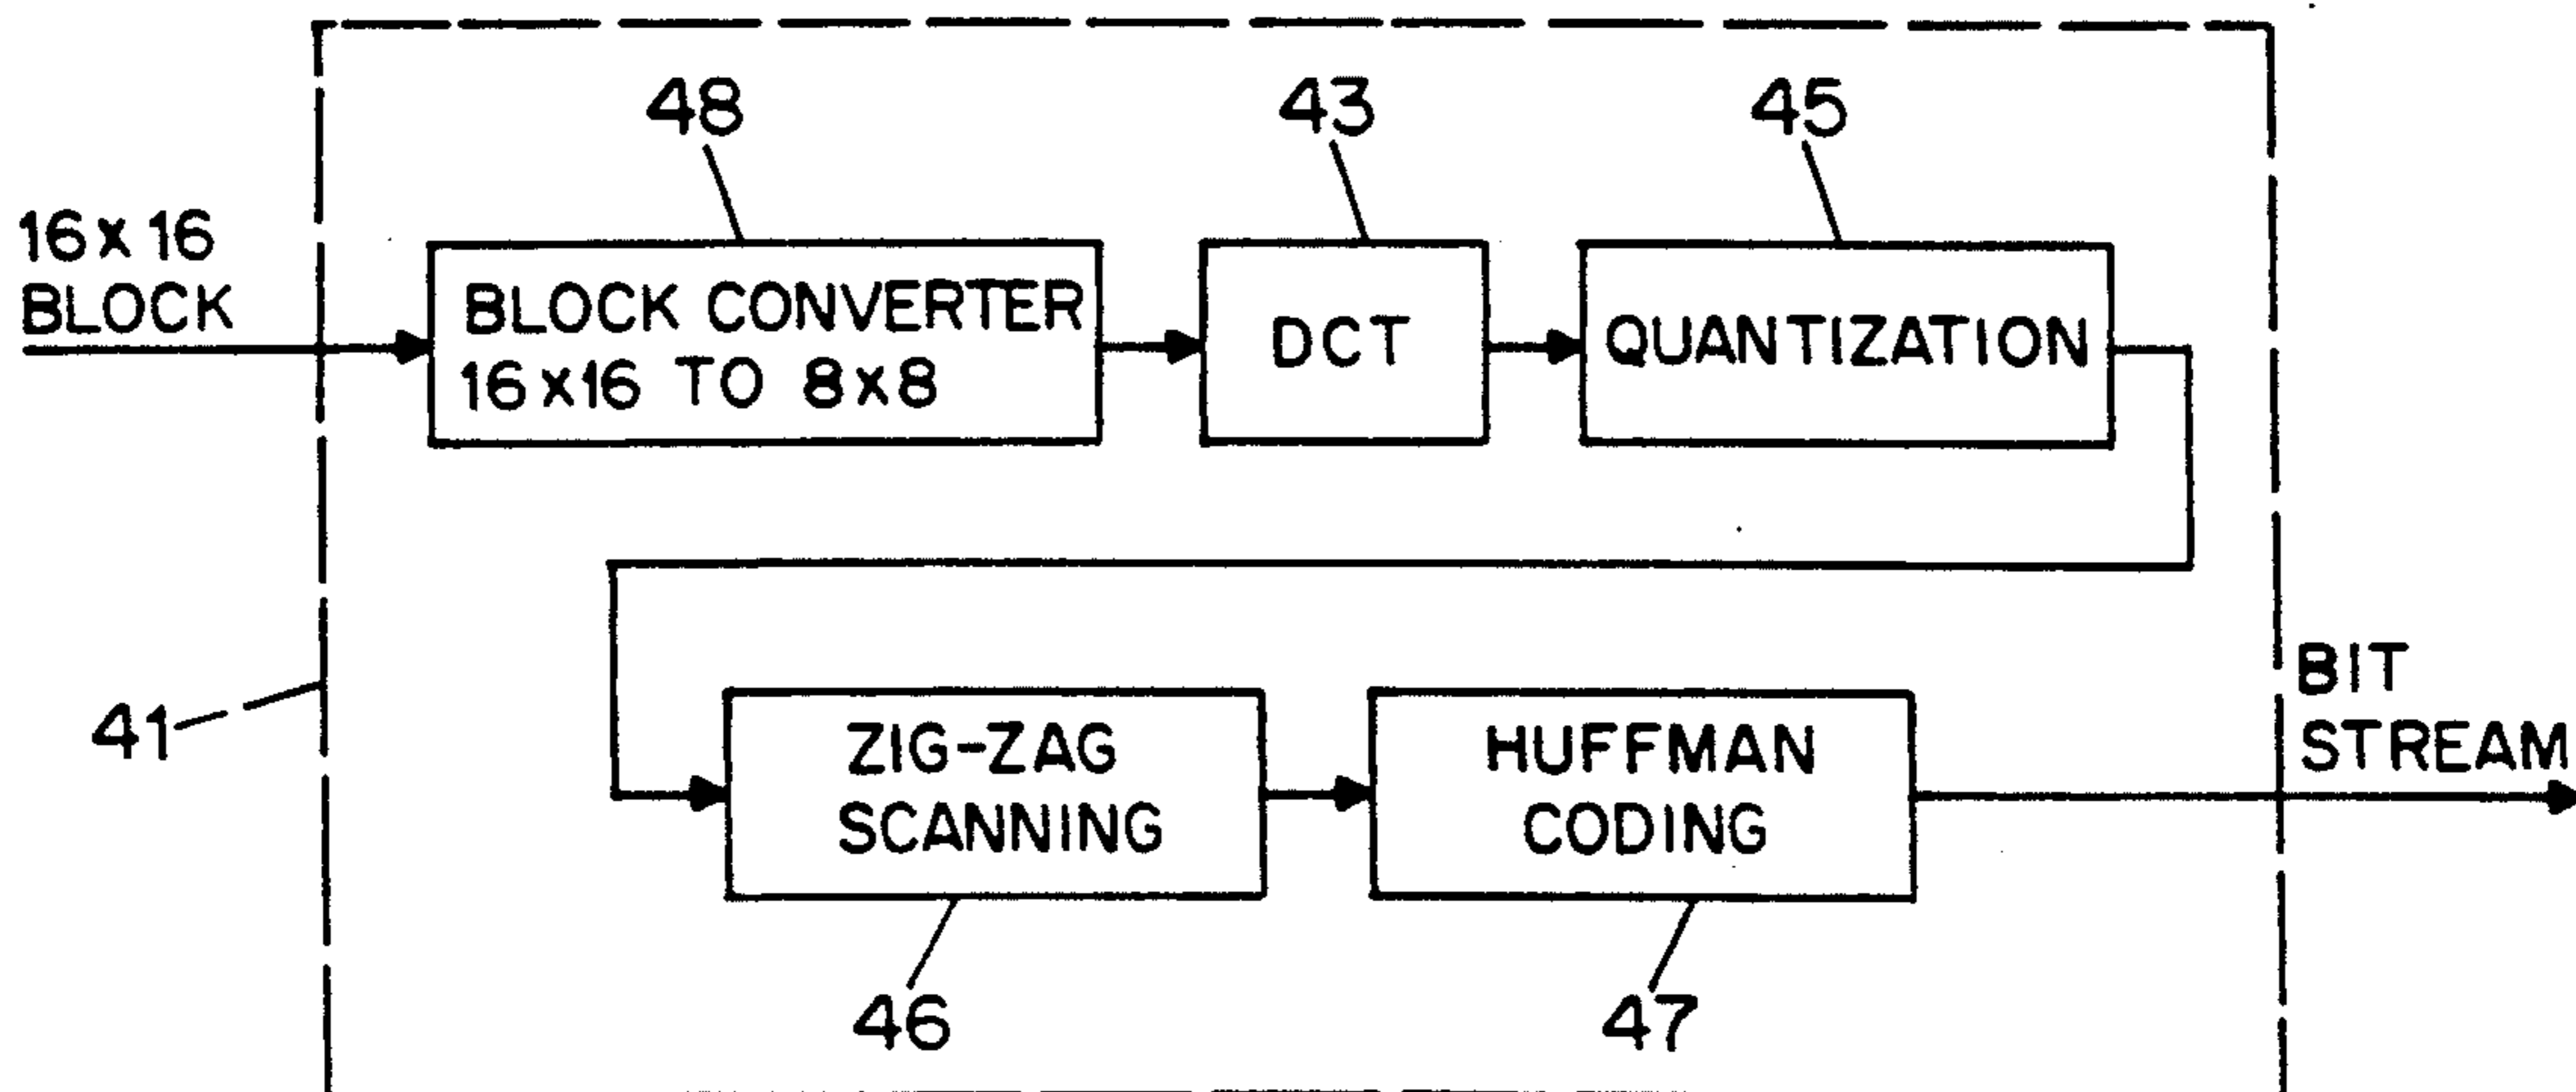 48
43
45
16x16
BLOCK
BLOCK CONVERTER
16x16 TO 8x8
DCT
QUANTIZATION
41
ZIG-ZAG
SCANNING
HUFFMAN
CODING
BIT
STREAM
46
47